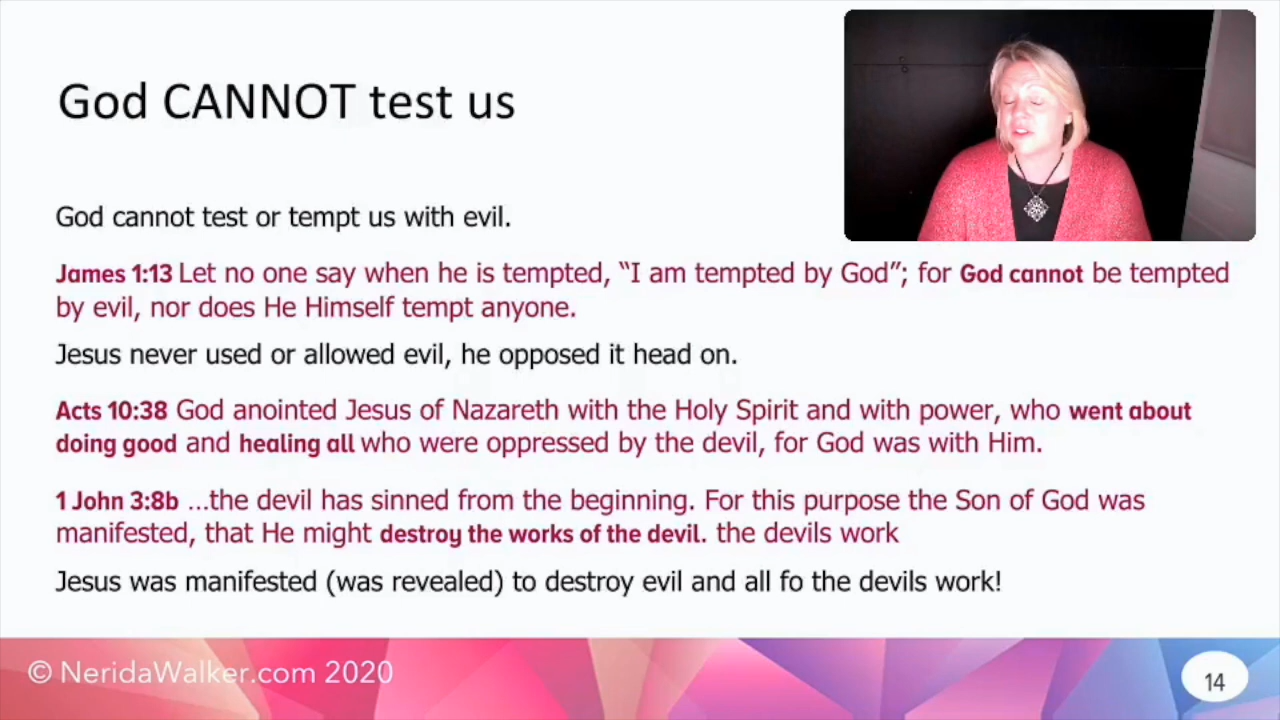 God CANNOT test us
God cannot test or tempt us with evil.
James 1:13 Let no one say when he is tempted, “I am tempted by God”; for God cannot be tempted
by evil, nor does He Himself tempt anyone.
Jesus never used or allowed evil, he opposed it head on.
Acts 10:38 God anointed Jesus of Nazareth with the Holy Spirit and with power, who went about
doing good and healing all who were oppressed by the devil, for God was with Him.
1 John 3:8b ...the devil has sinned from the beginning. For this purpose the Son of God was
manifested, that He might destroy the works of the devil. the devils work
Jesus was manifested (was revealed) to destroy evil and all fo the devils work!
© NeridaWalker.com 2020
14